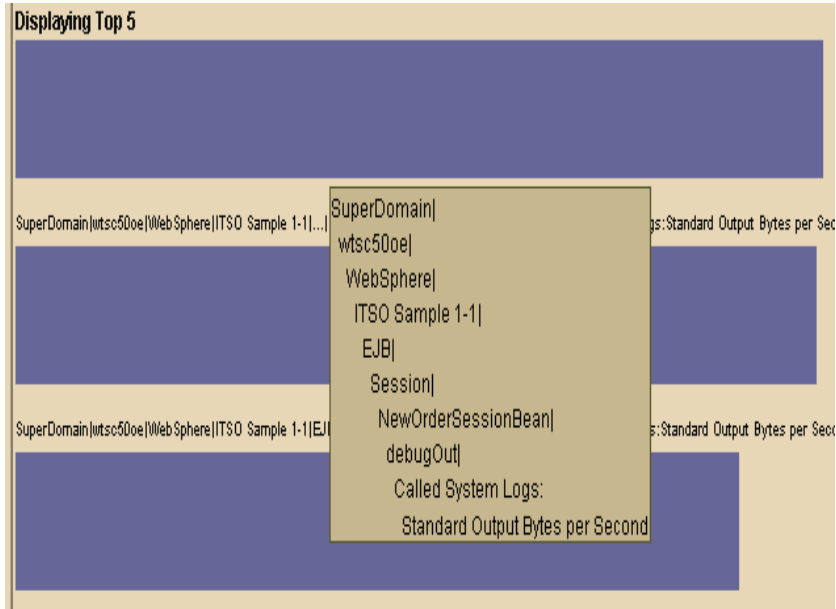 Displaying Top 5
SuperDomain|wtsc50oe|WebSphere|ITSO Sample 1-1|...| gs:Standard Output Bytes per Sec
SuperDomain|
wtsc50oe|
WebSphere|
ITSO Sample 1-1|
EJB|
Session|
NewOrderSessionBean|
debugOut|
Called System Logs:
Standard Output Bytes per Second
SuperDomain|wtsc50oe|WebSphere|ITSO Sample 1-1|EJ s:Standard Output Bytes per Seco